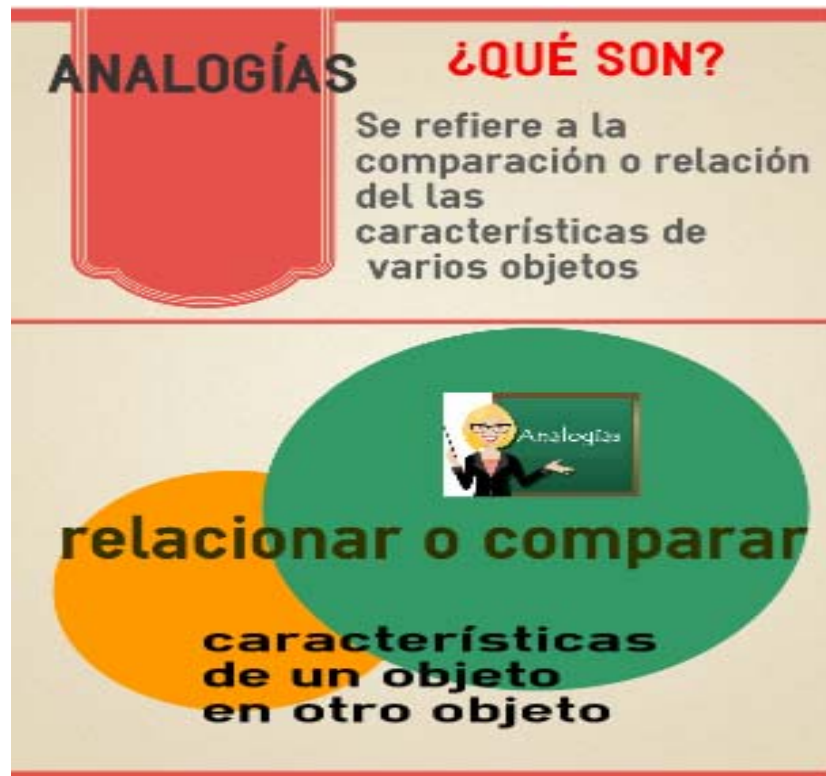 ANALOGÍAS
¿QUÉ SON?
Se refiere a la
comparación o relación
del las
características de
varios objetos
Analogías
relacionar o comparar
características
de un objeto
en otro objeto